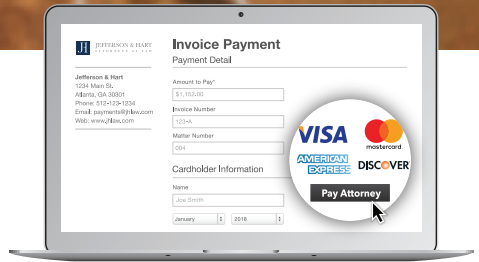 JEFFERSON & HART
ATTORNEYS AT LAW
Jefferson & Hart
1234 Main St.
Atlanta, GA 30301
Phone: 512-123-1234
Email: payments@jhlaw.com
Web: www.jhlaw.com
Invoice Payment
Payment Detail
Amount to Pay*
$1,152.00
Invoice Number
123-A
Matter Number
004
Cardholder Information
Name
Joe Smith
January
2018
VISA
mastercard.
AMERICAN EXPRESS
DISCOVER
Pay Attorney